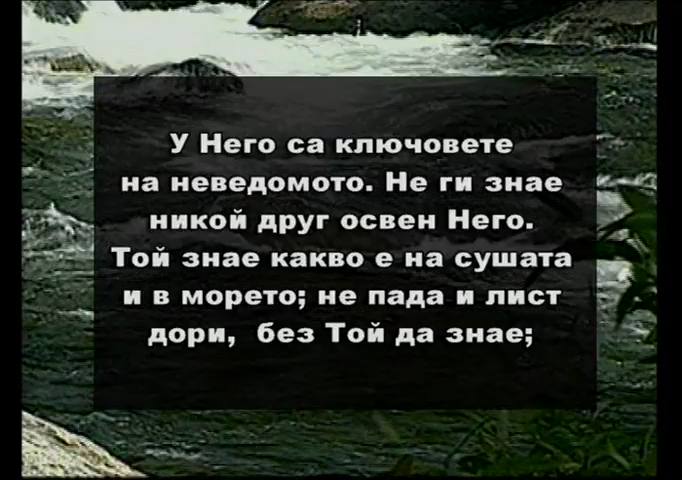 У Него са ключовете
на неведомото. Не ги знае
никой друг освен Него.
Той знае какво е на сушата
и в морето; не пада и лист
дори, без Той да знае;